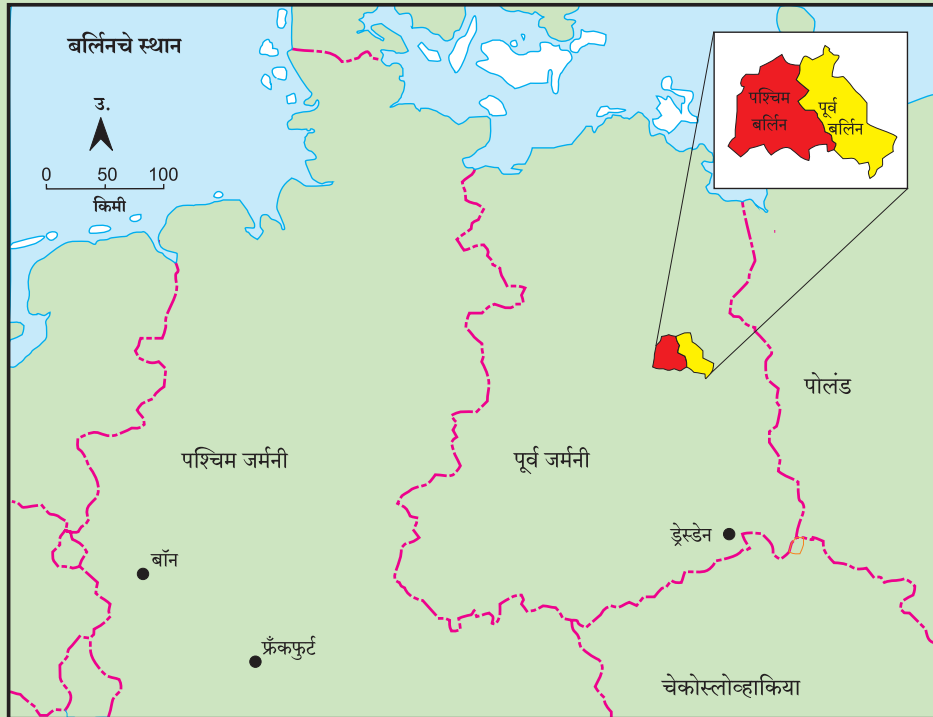 बर्लिनचे स्थान
उ.
0 50 100
किमी
पश्चिम
बर्लिन
पूर्व
बर्लिन
पोलंड
पश्चिम जर्मनी
पूर्व जर्मनी
ड्रेस्डेन
बॉन
फ्रँकफुर्ट
चेकोस्लोव्हाकिया